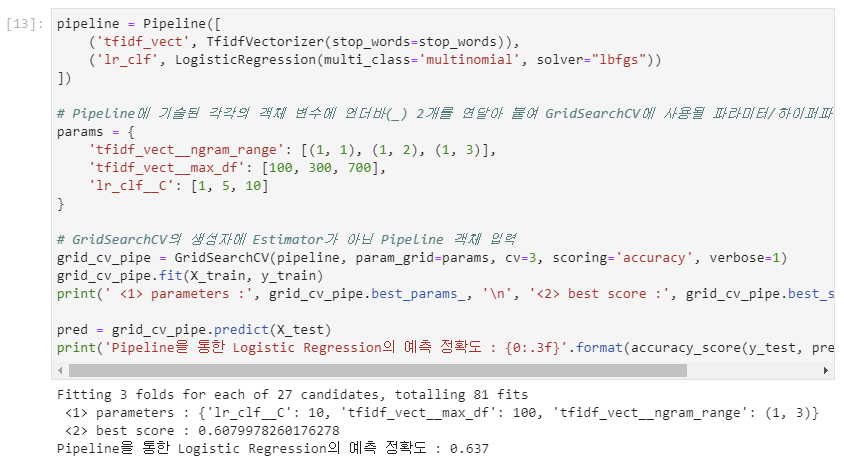 [13]:
pipeline = Pipeline([
    ('tfidf_vect', TfidfVectorizer(stop_words=stop_words)),
    ('lr_clf', LogisticRegression(multi_class='multinomial', solver="lbfgs"))
])
# Pipeline에 기술된 각각의 객체 변수에 언더바(_) 2개를 연달아 붙여 GridSearchCV에 사용될 파라미터/하이퍼파
params = {
    'tfidf_vect__ngram_range': [(1, 1), (1, 2), (1, 3)],
    'tfidf_vect__max_df': [100, 300, 700],
    'lr_clf__C': [1, 5, 10]
}
# GridSearchCV의 생성자에 Estimator가 아닌 Pipeline 객체 입력
grid_cv_pipe = GridSearchCV(pipeline, param_grid=params, cv=3, scoring='accuracy', verbose=1)
grid_cv_pipe.fit(X_train, y_train)
print(' <1> parameters :', grid_cv_pipe.best_params_, '\n', '<2> best score :', grid_cv_pipe.best_s
pred = grid_cv_pipe.predict(X_test)
print('Pipeline을 통한 Logistic Regression의 예측 정확도 : {0:.3f}'.format(accuracy_score(y_test, pre
Fitting 3 folds for each of 27 candidates, totalling 81 fits
 <1> parameters : {'lr_clf__C': 10, 'tfidf_vect__max_df': 100, 'tfidf_vect__ngram_range': (1, 3)}
 <2> best score : 0.6079978260176278
Pipeline을 통한 Logistic Regression의 예측 정확도 : 0.637